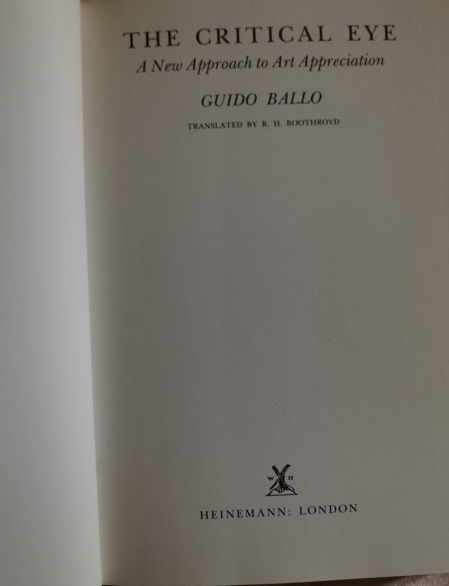 THE CRITICAL EYE
A New Approach to Art Appreciation
GUIDO BALLO
TRANSLATED BY R. H. BOOTHROYD
W H
HEINEMANN: LONDON